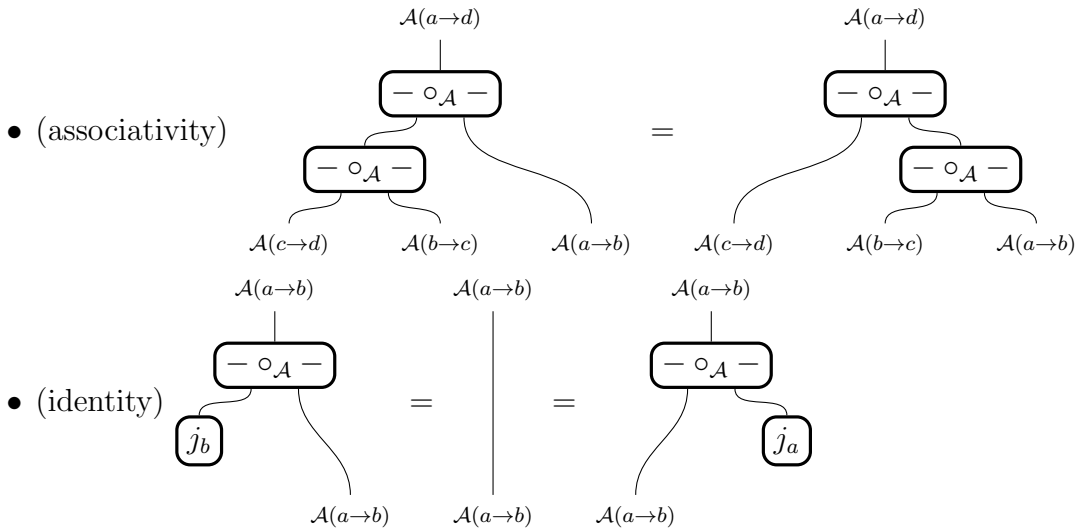 𝒜(a→d) 𝒜(a→d)
— ∘𝒜 — — ∘𝒜 —
• (associativity) =
— ∘𝒜 — — ∘𝒜 —
𝒜(c→d) 𝒜(b→c) 𝒜(a→b) 𝒜(c→d) 𝒜(b→c) 𝒜(a→b)
𝒜(a→b) 𝒜(a→b) 𝒜(a→b)
— ∘𝒜 — — ∘𝒜 —
• (identity) = =
j_b j_a
𝒜(a→b) 𝒜(a→b) 𝒜(a→b)